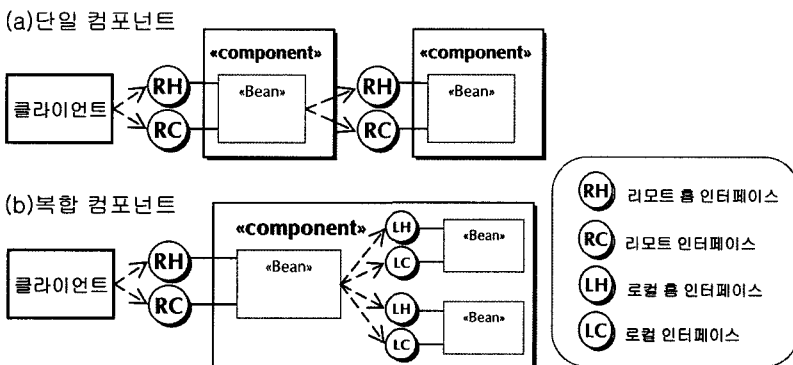 (a)단일 컴포넌트
«component» «component»
클라이언트 RH «Bean» RH «Bean»
RC RC
(b)복합 컴포넌트
«component»
클라이언트 RH «Bean» LH «Bean»
RC LC
LH «Bean»
LC
RH 리모트 홈 인터페이스
RC 리모트 인터페이스
LH 로컬 홈 인터페이스
LC 로컬 인터페이스